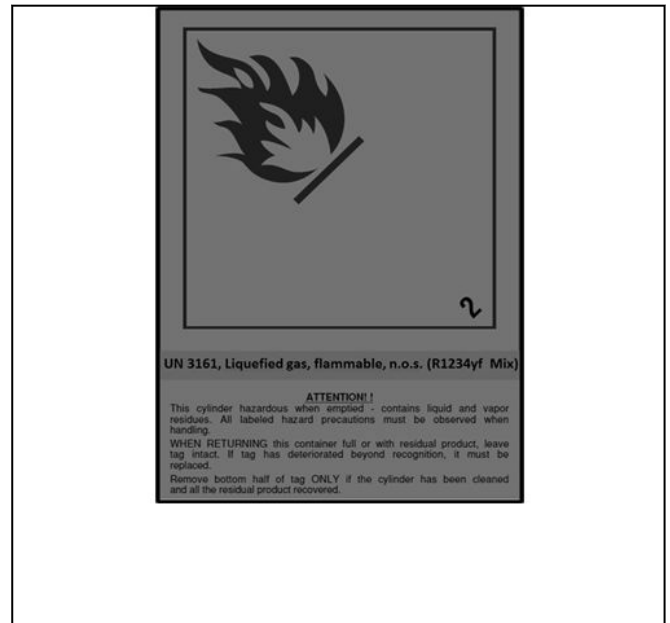 2
UN 3161, Liquefied gas, flammable, n.o.s. (R1234yf Mix)
ATTENTION! !
This cylinder hazardous when emptied - contains liquid and vapor
residues. All labeled hazard precautions must be observed when
handling.
WHEN RETURNING this container full or with residual product, leave
tag intact. If tag has deteriorated beyond recognition, it must be
replaced.
Remove bottom half of tag ONLY if the cylinder has been cleaned
and all the residual product recovered.